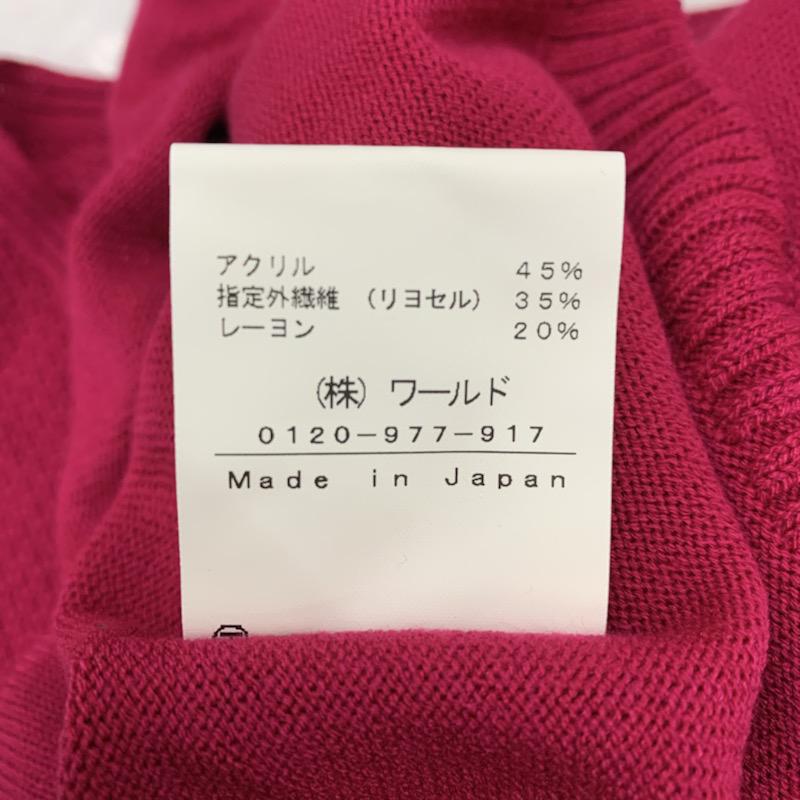 アクリル 45%
指定外繊維 (リヨセル) 35%
レーヨン 20%
(株) ワールド
0120-977-917
Made in Japan